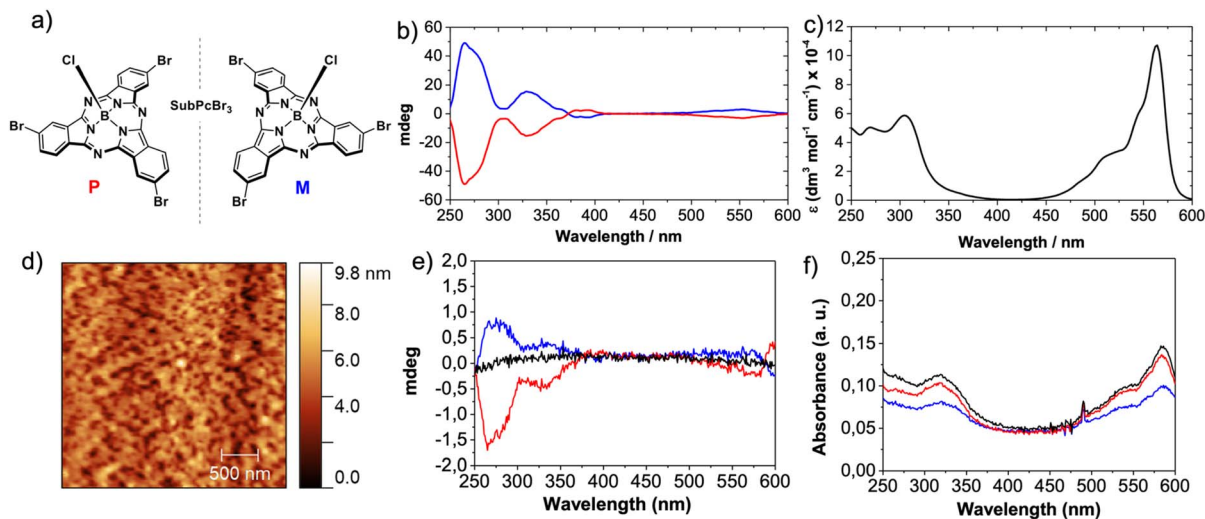 a)
Cl
Br
N
N
N
B
N
N
N
Br
Br
P
SubPcBr3
Cl
Br
N
N
N
B
N
N
N
Br
Br
M
b)
60
40
20
0
-20
-40
-60
mdeg
250 300 350 400 450 500 550 600
Wavelength / nm
c)
12
10
8
6
4
2
0
ε (dm³ mol⁻¹ cm⁻¹) x 10⁻⁴
250 300 350 400 450 500 550 600
Wavelength / nm
d)
9.8 nm
8.0
6.0
4.0
0.0
500 nm
e)
2,0
1,5
1,0
0,5
0,0
-0,5
-1,0
-1,5
-2,0
mdeg
250 300 350 400 450 500 550 600
Wavelength (nm)
f)
0,25
0,20
0,15
0,10
0,05
0,00
Absorbance (a. u.)
250 300 350 400 450 500 550 600
Wavelength (nm)